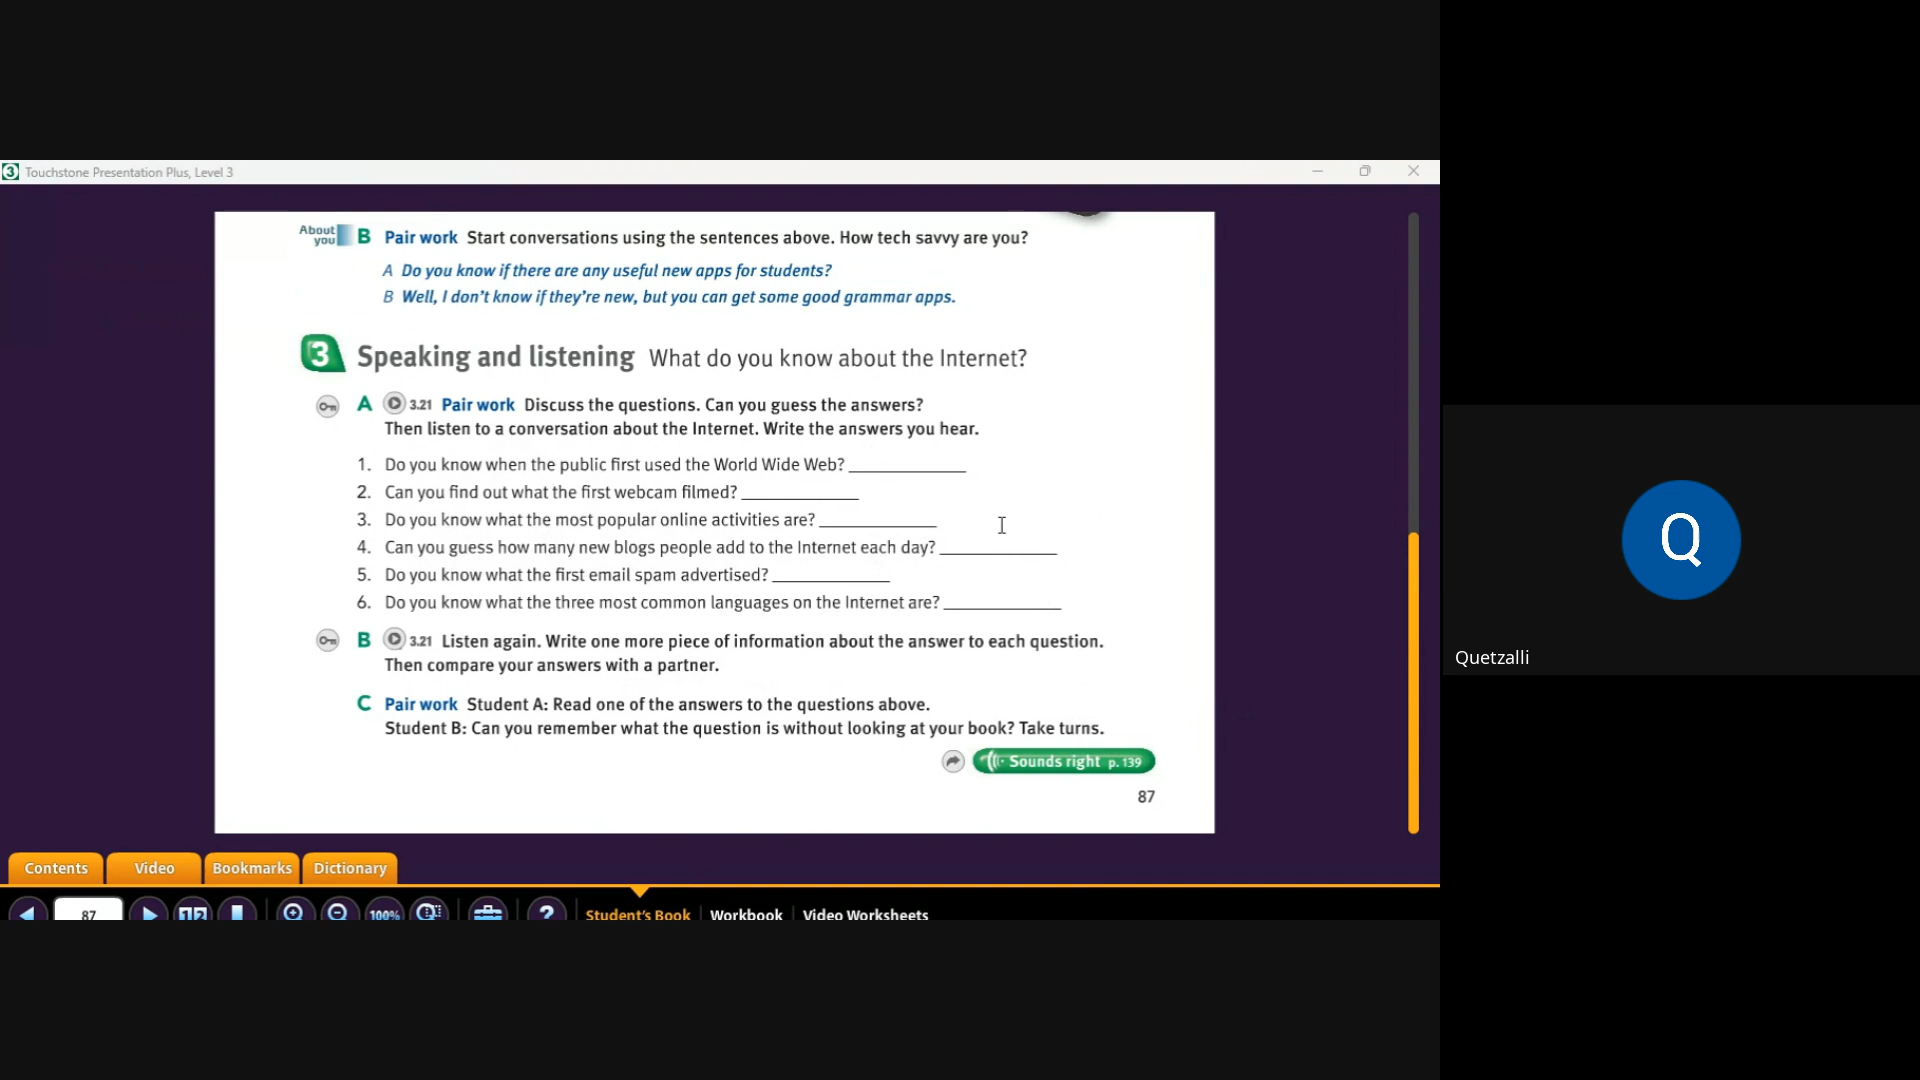 3 Touchstone Presentation Plus, Level 3
About you B Pair work Start conversations using the sentences above. How tech savvy are you?
A Do you know if there are any useful new apps for students?
B Well, I don't know if they're new, but you can get some good grammar apps.
3 Speaking and listening What do you know about the Internet?
A 3.21 Pair work Discuss the questions. Can you guess the answers?
Then listen to a conversation about the Internet. Write the answers you hear.
1. Do you know when the public first used the World Wide Web? ____________
2. Can you find out what the first webcam filmed? ____________
3. Do you know what the most popular online activities are? ____________
4. Can you guess how many new blogs people add to the Internet each day? ____________
5. Do you know what the first email spam advertised? ____________
6. Do you know what the three most common languages on the Internet are? ____________
B 3.21 Listen again. Write one more piece of information about the answer to each question.
Then compare your answers with a partner.
C Pair work Student A: Read one of the answers to the questions above.
Student B: Can you remember what the question is without looking at your book? Take turns.
Sounds right p. 139
87
Contents Video Bookmarks Dictionary
87 12 100% ? Student's Book Workbook Video Worksheets
Q
Quetzalli